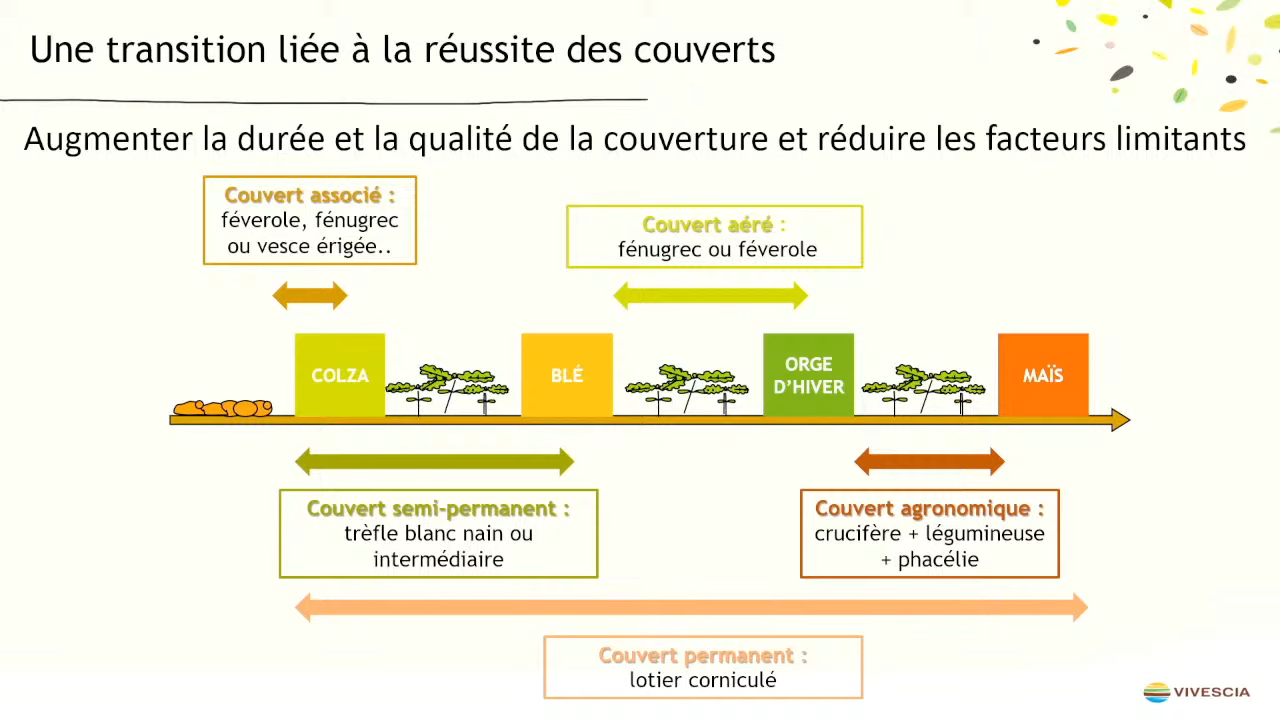 Une transition liée à la réussite des couverts
Augmenter la durée et la qualité de la couverture et réduire les facteurs limitants
Couvert associé :
féverole, fénugrec
ou vesce érigée..
Couvert aéré :
fénugrec ou féverole
COLZA
BLÉ
ORGE
D'HIVER
MAÏS
Couvert semi-permanent :
trèfle blanc nain ou
intermédiaire
Couvert agronomique :
crucifère + légumineuse
+ phacélie
Couvert permanent :
lotier corniculé
VIVESCIA